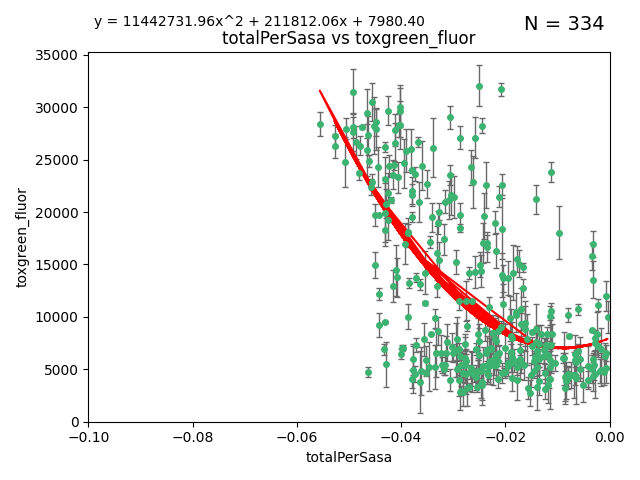 y = 11442731.96x^2 + 211812.06x + 7980.40
N = 334
totalPerSasa vs toxgreen_fluor
35000
30000
25000
20000
15000
10000
5000
0
toxgreen_fluor
−0.10
−0.08
−0.06
−0.04
−0.02
0.00
totalPerSasa